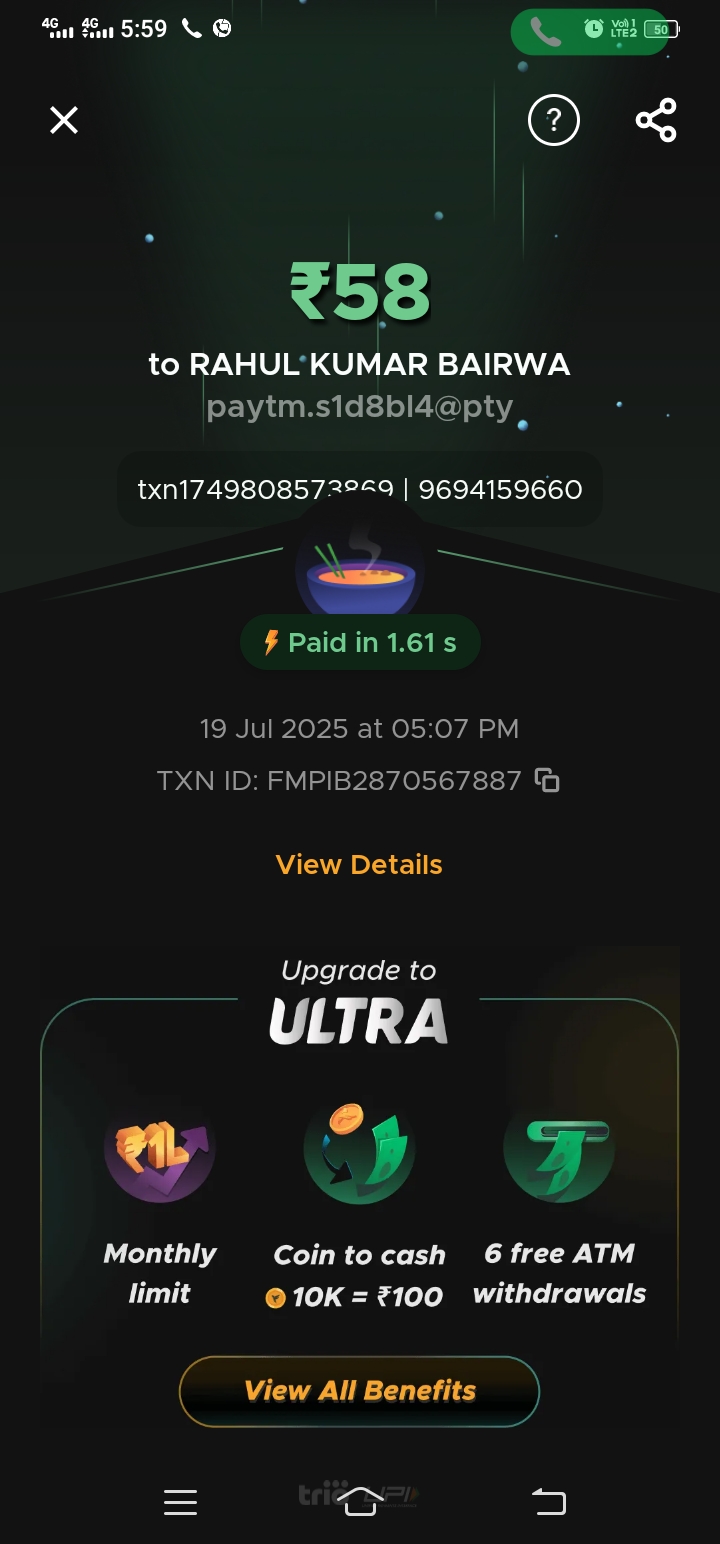 4G 4G 5:59 Vo) 1 LTE2 50
?
₹58
to RAHUL KUMAR BAIRWA
paytm.s1d8bl4@pty
txn1749808573869 | 9694159660
Paid in 1.61 s
19 Jul 2025 at 05:07 PM
TXN ID: FMPIB2870567887
View Details
Upgrade to
ULTRA
₹1L
Monthly
limit
Coin to cash
10K = ₹100
6 free ATM
withdrawals
View All Benefits
trio UPI